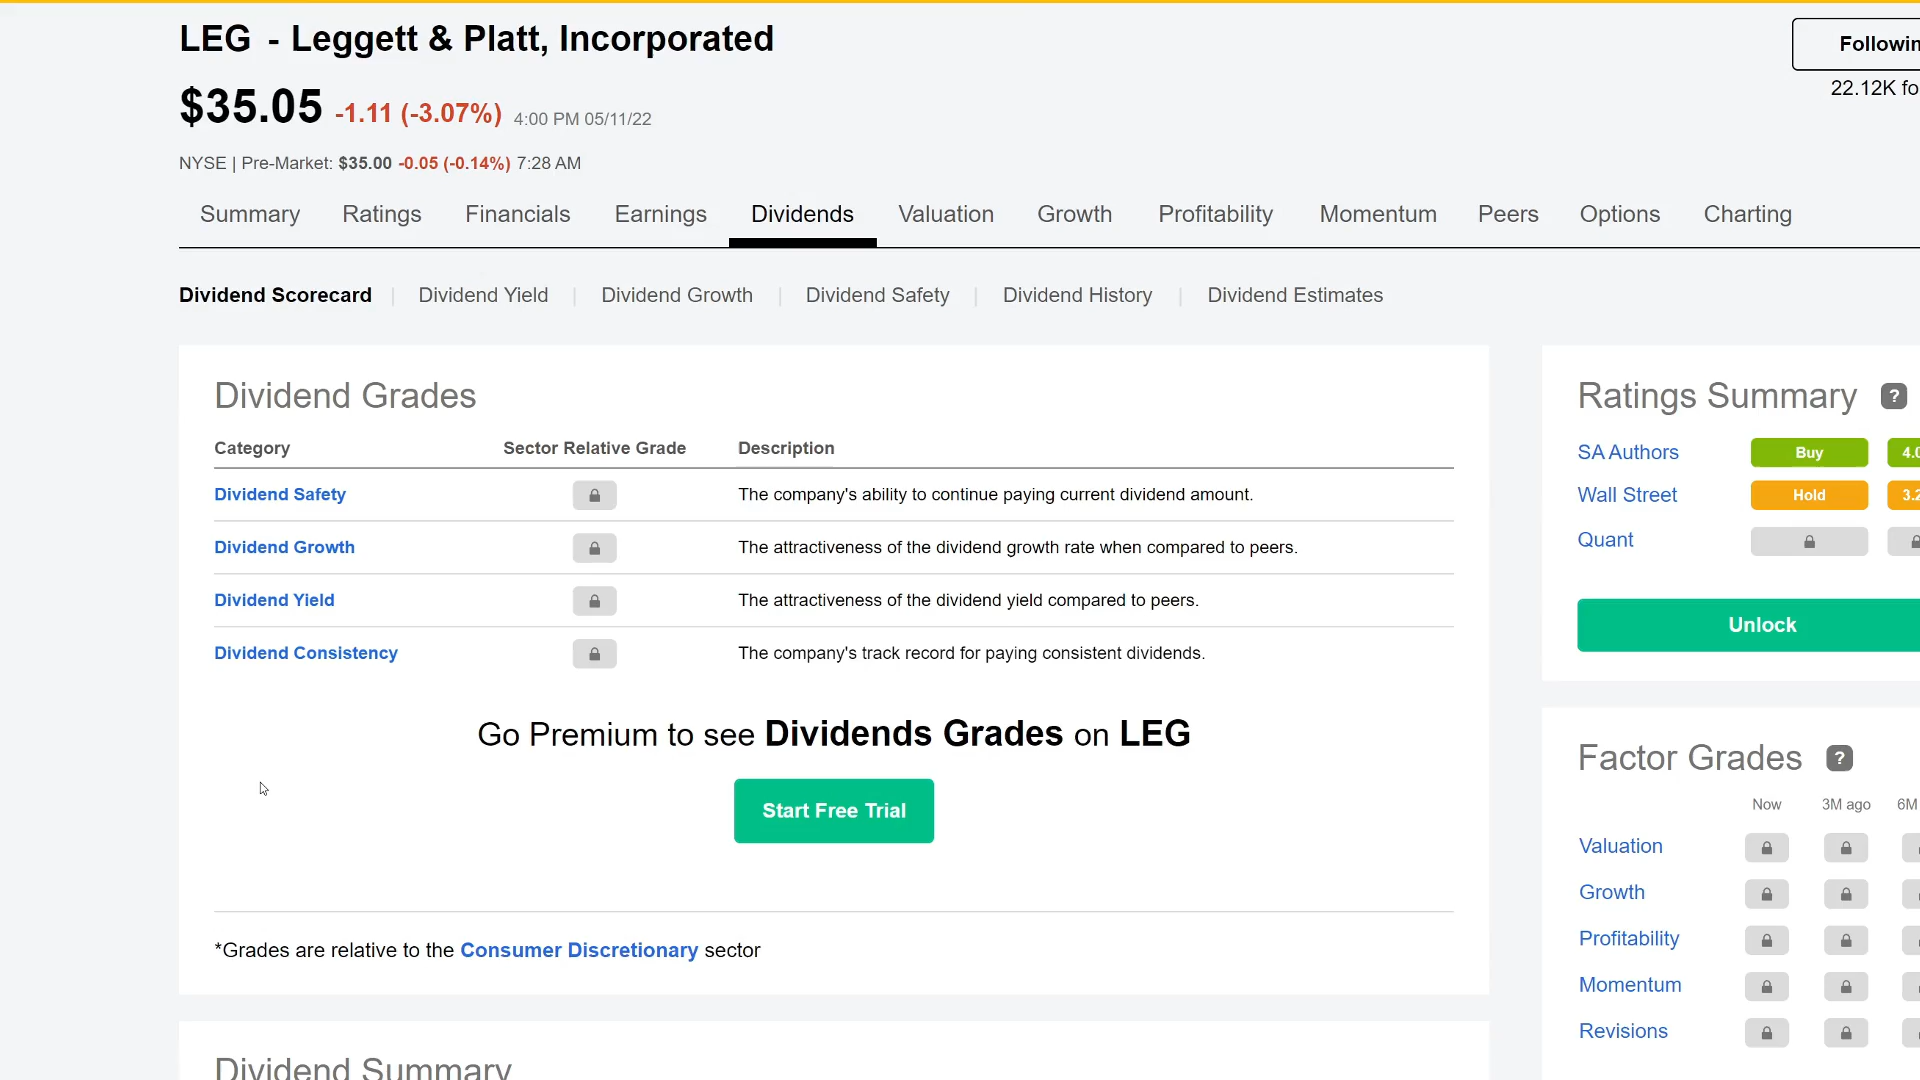 LEG - Leggett & Platt, Incorporated
Followin
$35.05 -1.11 (-3.07%) 4:00 PM 05/11/22
22.12K fo
NYSE | Pre-Market: $35.00 -0.05 (-0.14%) 7:28 AM
Summary Ratings Financials Earnings Dividends Valuation Growth Profitability Momentum Peers Options Charting
Dividend Scorecard | Dividend Yield | Dividend Growth | Dividend Safety | Dividend History | Dividend Estimates
Dividend Grades
Category Sector Relative Grade Description
Dividend Safety The company's ability to continue paying current dividend amount.
Dividend Growth The attractiveness of the dividend growth rate when compared to peers.
Dividend Yield The attractiveness of the dividend yield compared to peers.
Dividend Consistency The company's track record for paying consistent dividends.
Go Premium to see Dividends Grades on LEG
Start Free Trial
*Grades are relative to the Consumer Discretionary sector
Dividend Summary
Ratings Summary ?
SA Authors Buy 4.0
Wall Street Hold 3.2
Quant
Unlock
Factor Grades ?
Now 3M ago 6M
Valuation
Growth
Profitability
Momentum
Revisions